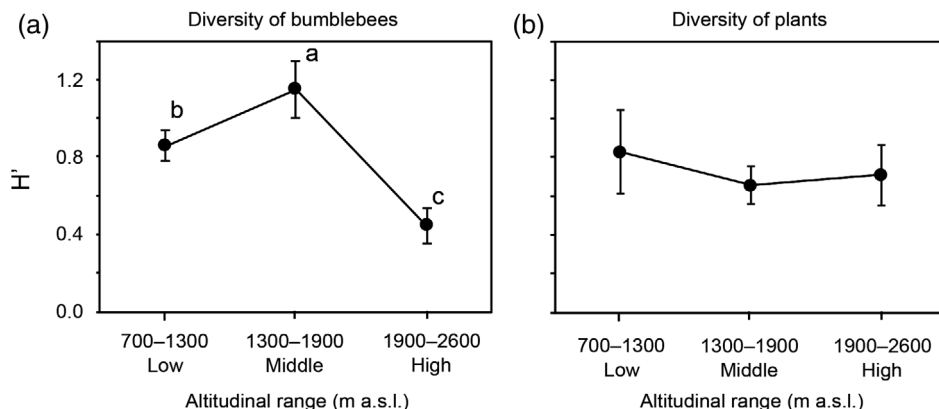 (a) Diversity of bumblebees
(b) Diversity of plants
H'
1.2
0.8
0.4
0.0
b
a
c
700–1300 1300–1900 1900–2600
Low Middle High
Altitudinal range (m a.s.l.)
700–1300 1300–1900 1900–2600
Low Middle High
Altitudinal range (m a.s.l.)